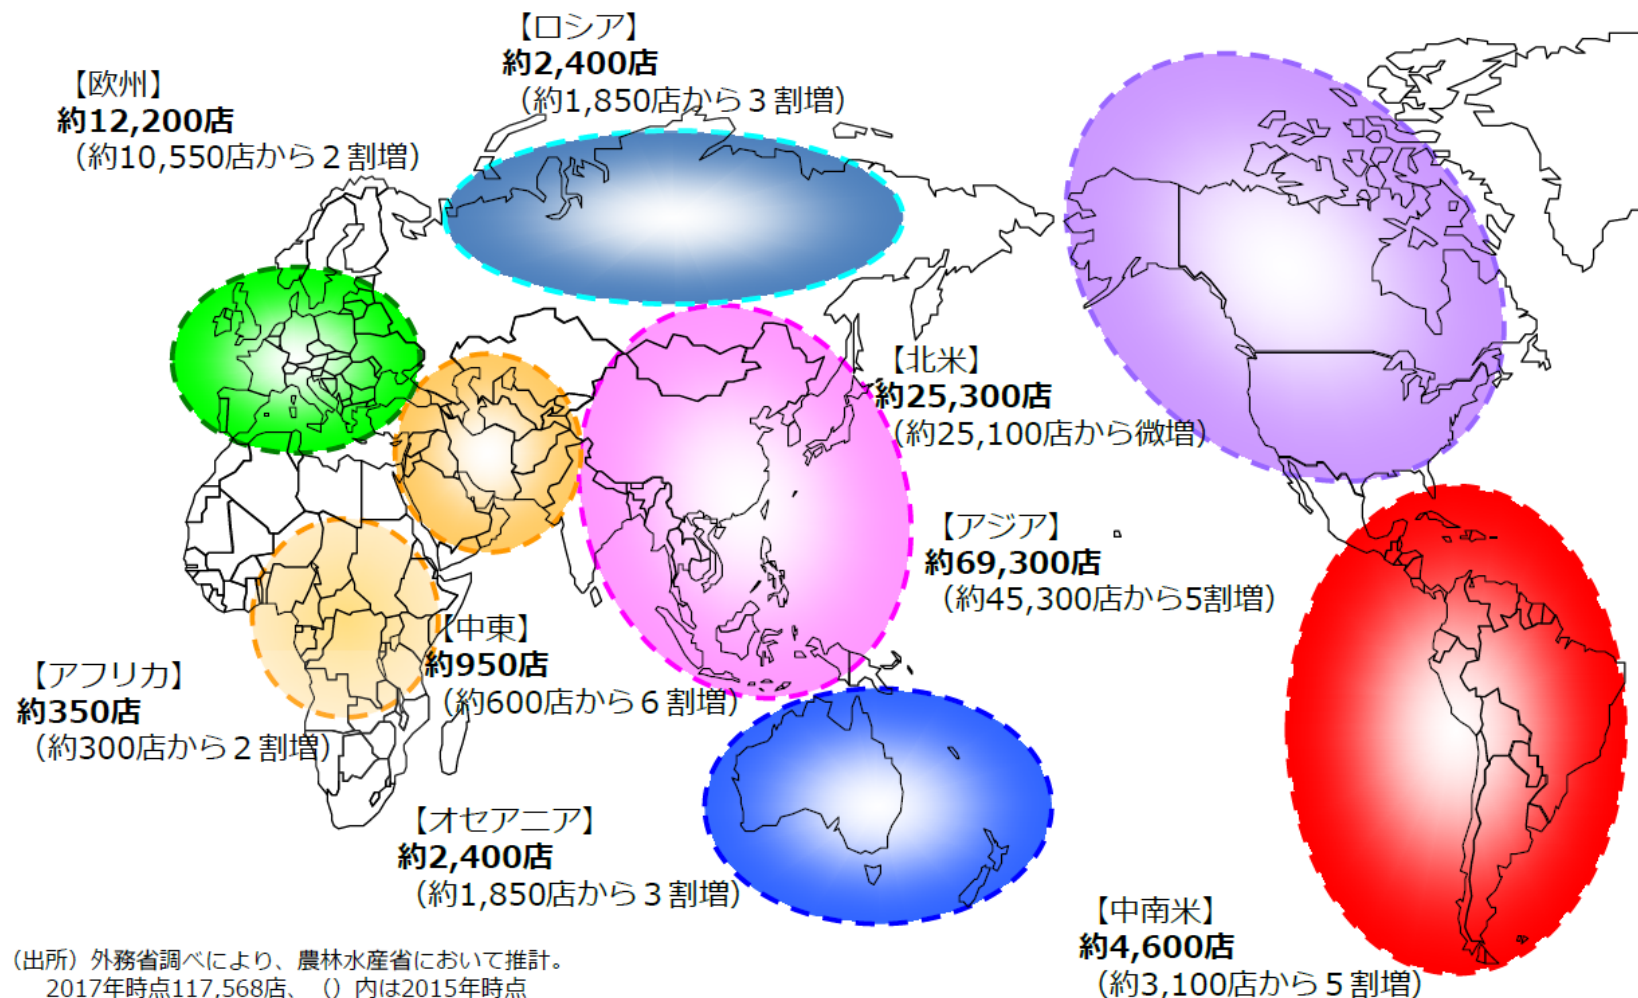 【ロシア】
約2,400店
（約1,850店から３割増）
【欧州】
約12,200店
（約10,550店から２割増）
【北米】
約25,300店
（約25,100店から微増）
【アジア】
約69,300店
（約45,300店から5割増）
【中東】
約950店
（約600店から６割増）
【アフリカ】
約350店
（約300店から２割増）
【オセアニア】
約2,400店
（約1,850店から３割増）
【中南米】
約4,600店
（約3,100店から５割増）
（出所）外務省調べにより、農林水産省において推計。
2017年時点117,568店、（）内は2015年時点